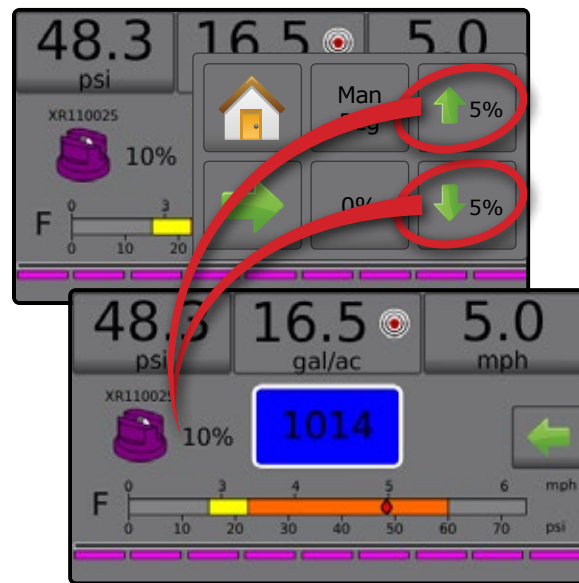 48.3 16.5 5.0
psi
XR110025
10%
Man
5%
F
0 3
0 10 20
0% 5%
48.3 16.5 5.0
psi gal/ac mph
XR110025
10%
1014
0 3 4 5 6 mph
F
0 10 20 30 40 50 60 70 psi